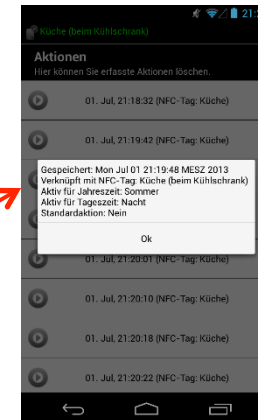 21:
Küche (beim Kühlschrank)
Aktionen
Hier können Sie erfasste Aktionen löschen.
01. Jul, 21:18:32 (NFC-Tag: Küche)
01. Jul, 21:19:42 (NFC-Tag: Küche)
Gespeichert: Mon Jul 01 21:19:48 MESZ 2013
Verknüpft mit NFC-Tag: Küche (beim Kühlschrank)
Aktiv für Jahreszeit: Sommer
Aktiv für Tageszeit: Nacht
Standardaktion: Nein
Ok
01. Jul, 21:20:01 (NFC-Tag: Küche)
01. Jul, 21:20:10 (NFC-Tag: Küche)
01. Jul, 21:20:18 (NFC-Tag: Küche)
01. Jul, 21:20:22 (NFC-Tag: Küche)